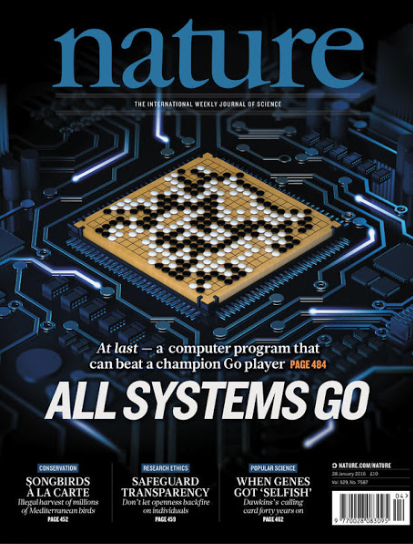 nature
THE INTERNATIONAL WEEKLY JOURNAL OF SCIENCE
At last — a computer program that
can beat a champion Go player PAGE 484
ALL SYSTEMS GO
CONSERVATION
SONGBIRDS
À LA CARTE
Illegal harvest of millions
of Mediterranean birds
PAGE 452
RESEARCH ETHICS
SAFEGUARD
TRANSPARENCY
Don't let openness backfire
on individuals
PAGE 459
POPULAR SCIENCE
WHEN GENES
GOT 'SELFISH'
Dawkins's calling
card forty years on
PAGE 462
NATURE.COM/NATURE
28 January 2016 £10
Vol. 529, No. 7587
04
9 770028 083095